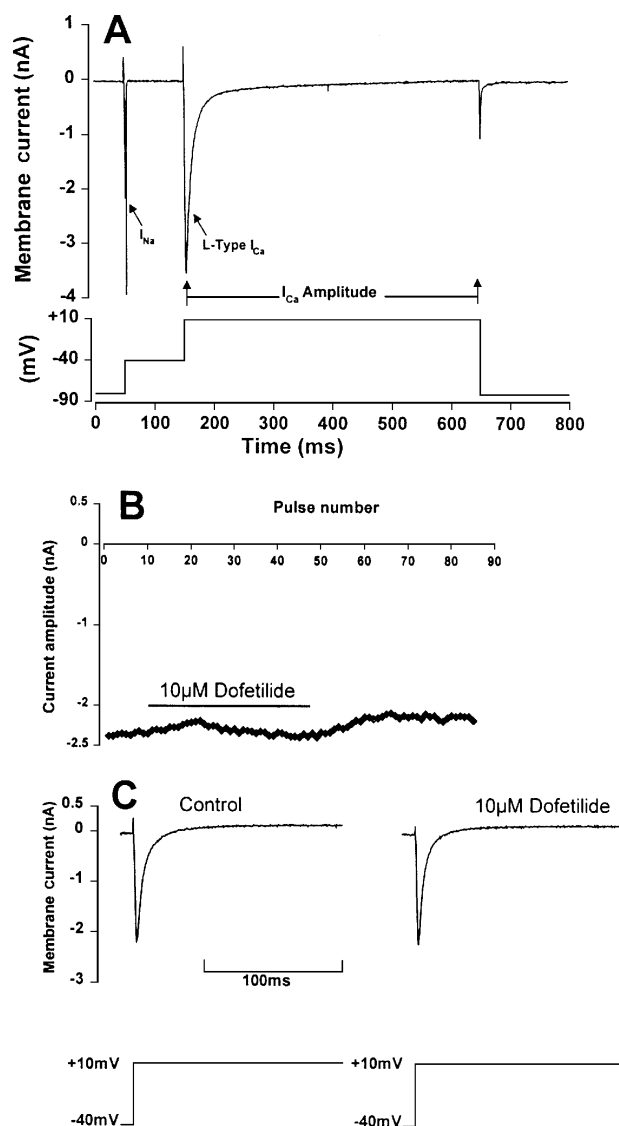 A
Membrane current (nA)
1
0
-1
-2
-3
-4
INa
L-Type ICa
ICa Amplitude
(mV)
+10
-40
-90
0 100 200 300 400 500 600 700 800
Time (ms)
B
Pulse number
Current amplitude (nA)
0.5
0
-1
-2
-2.5
0 10 20 30 40 50 60 70 80 90
10µM Dofetilide
C
Membrane current (nA)
0.5
0
-1
-2
-3
Control
10µM Dofetilide
100ms
+10mV
-40mV
+10mV
-40mV